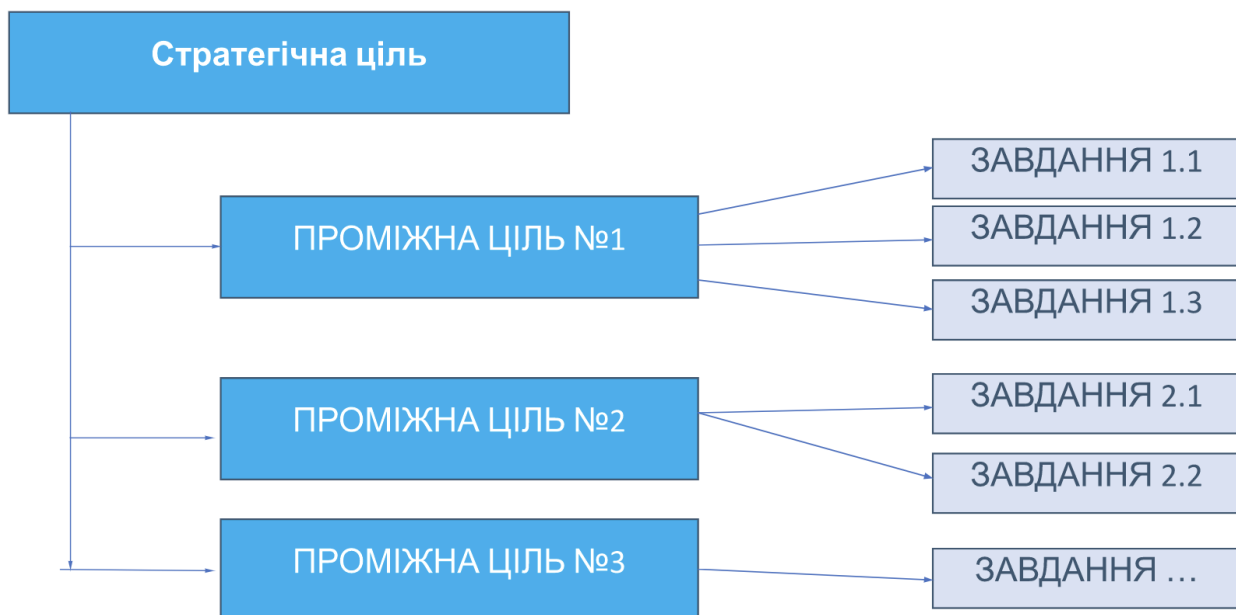 Стратегічна ціль
ПРОМІЖНА ЦІЛЬ №1
ЗАВДАННЯ 1.1
ЗАВДАННЯ 1.2
ЗАВДАННЯ 1.3
ПРОМІЖНА ЦІЛЬ №2
ЗАВДАННЯ 2.1
ЗАВДАННЯ 2.2
ПРОМІЖНА ЦІЛЬ №3
ЗАВДАННЯ ...